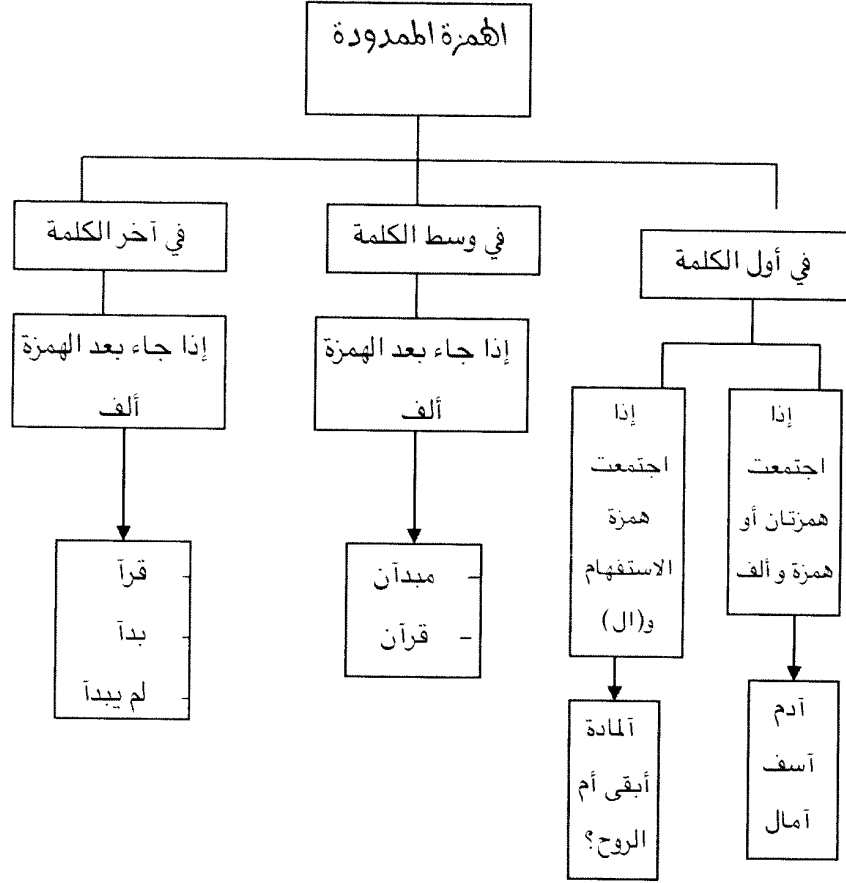 الهمزة الممدودة
في أول الكلمة
إذا
اجتمعت
همزتان أو
همزة وألف
آدم
آسف
آمال
إذا
اجتمعت
همزة
الاستفهام
و(ال)
آلمادة
أبقى أم
الروح؟
في وسط الكلمة
إذا جاء بعد الهمزة
ألف
- مبدآن
- قرآن
في آخر الكلمة
إذا جاء بعد الهمزة
ألف
- قرآ
- بدآ
- لم يبدآ